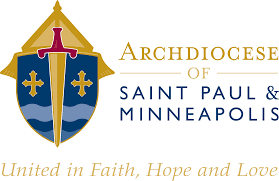 ARCHDIOCESE
OF
SAINT PAUL &
MINNEAPOLIS
United in Faith, Hope and Love